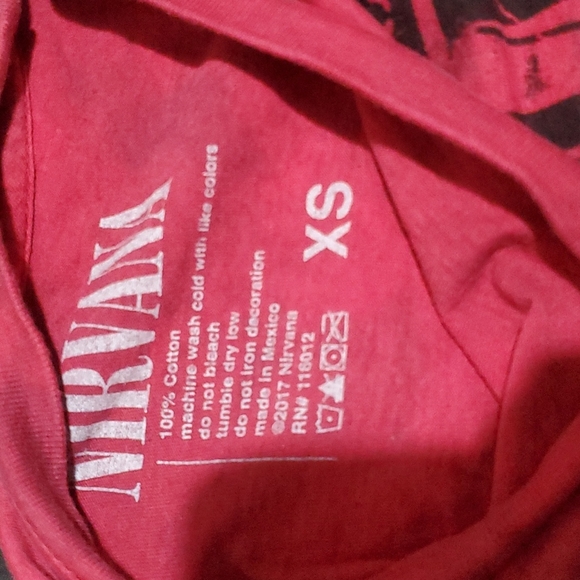 NIRVANA
100% Cotton
machine wash cold with like colors
do not bleach
tumble dry low
do not iron decoration
made in Mexico
©2017 Nirvana
RN# 116012
XS